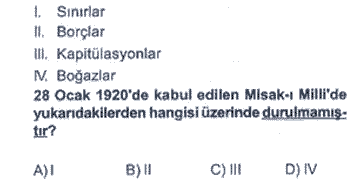 I. Sınırlar
II. Borçlar
III. Kapitülasyonlar
IV. Boğazlar
28 Ocak 1920'de kabul edilen Misak-ı Milli'de
yukarıdakilerden hangisi üzerinde durulmamış-
tır?
A) I B) II C) III D) IV